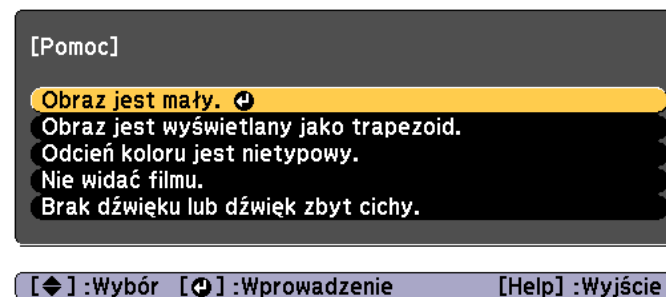 [Pomoc]
Obraz jest mały.
Obraz jest wyświetlany jako trapezoid.
Odcień koloru jest nietypowy.
Nie widać filmu.
Brak dźwięku lub dźwięk zbyt cichy.
[◆] :Wybór [⏎] :Wprowadzenie [Help] :Wyjście